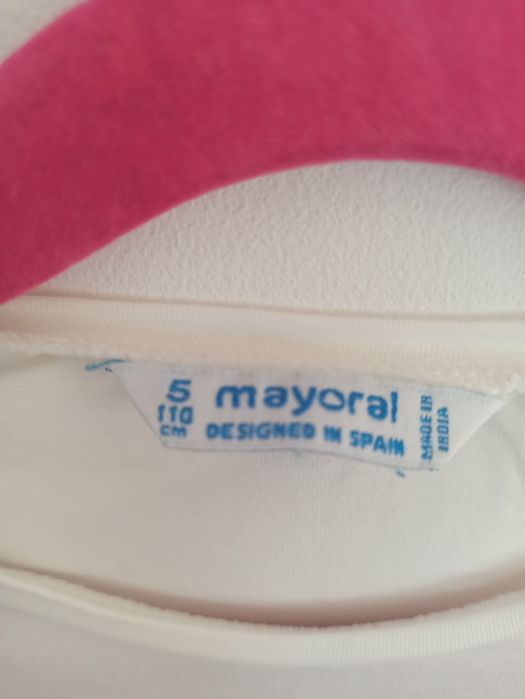 5
110
cm
mayoral
DESIGNED IN SPAIN
MADE IN
INDIA